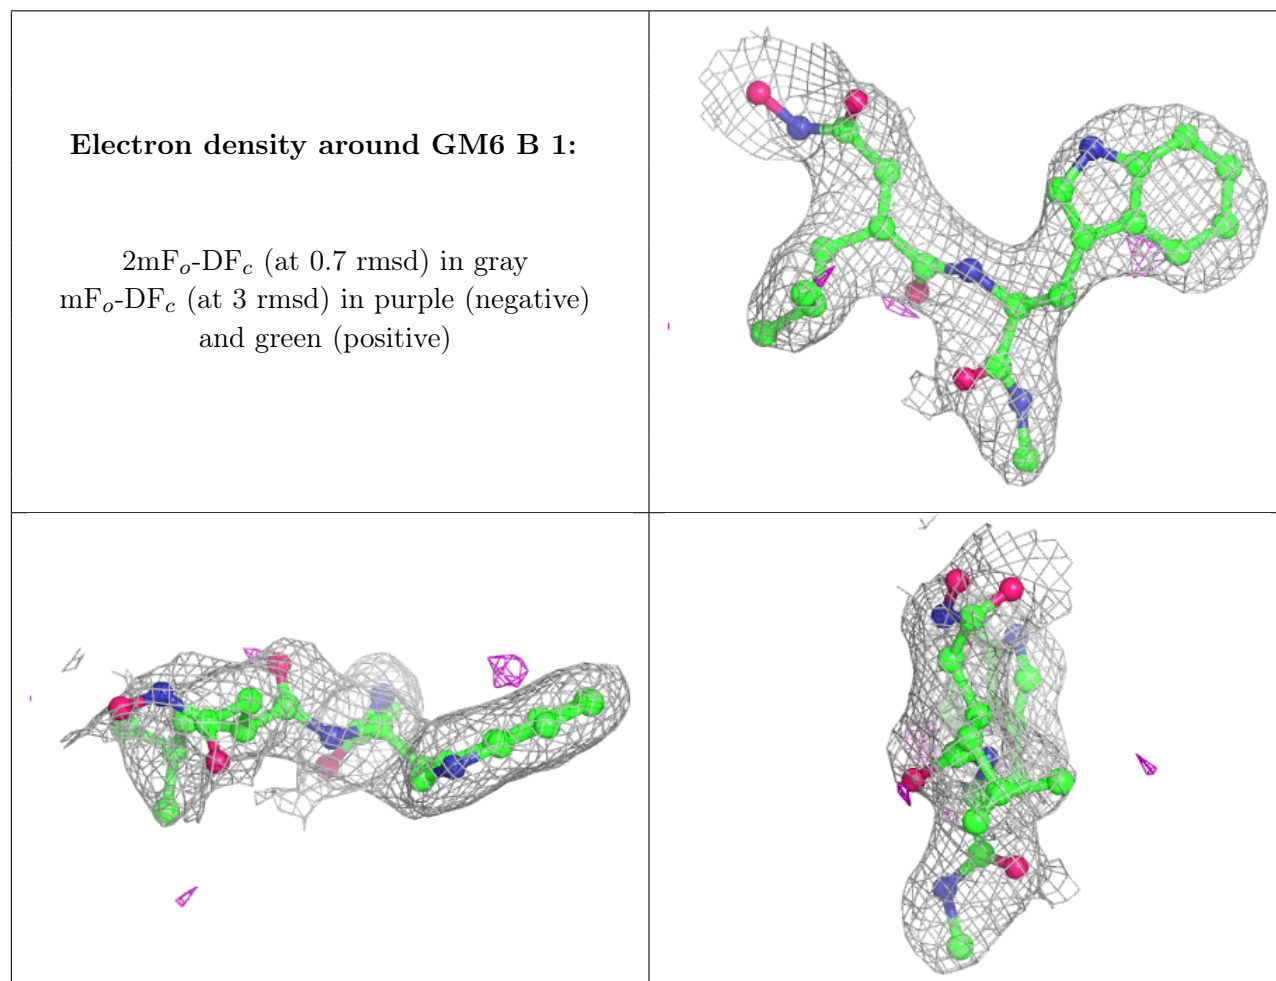 Electron density around GM6 B 1:
2mFo-DFc (at 0.7 rmsd) in gray
mFo-DFc (at 3 rmsd) in purple (negative)
and green (positive)